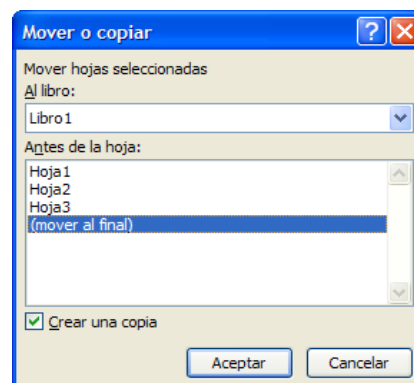 Mover o copiar
Mover hojas seleccionadas
Al libro:
Libro1
Antes de la hoja:
Hoja1
Hoja2
Hoja3
(mover al final)
Crear una copia
Aceptar Cancelar